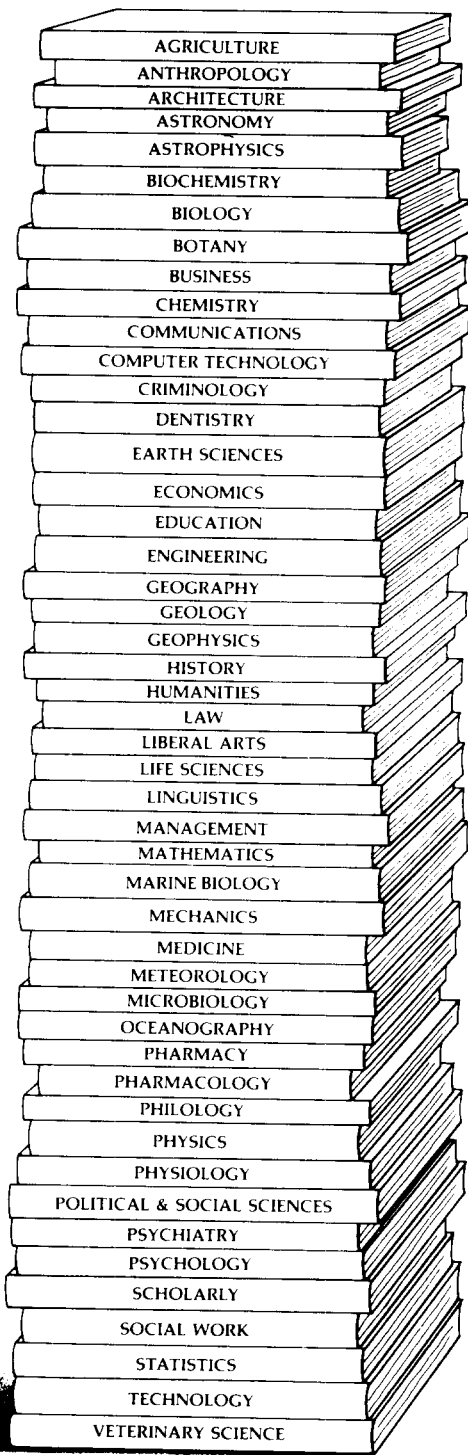 AGRICULTURE
ANTHROPOLOGY
ARCHITECTURE
ASTRONOMY
ASTROPHYSICS
BIOCHEMISTRY
BIOLOGY
BOTANY
BUSINESS
CHEMISTRY
COMMUNICATIONS
COMPUTER TECHNOLOGY
CRIMINOLOGY
DENTISTRY
EARTH SCIENCES
ECONOMICS
EDUCATION
ENGINEERING
GEOGRAPHY
GEOLOGY
GEOPHYSICS
HISTORY
HUMANITIES
LAW
LIBERAL ARTS
LIFE SCIENCES
LINGUISTICS
MANAGEMENT
MATHEMATICS
MARINE BIOLOGY
MECHANICS
MEDICINE
METEOROLOGY
MICROBIOLOGY
OCEANOGRAPHY
PHARMACY
PHARMACOLOGY
PHILOLOGY
PHYSICS
PHYSIOLOGY
POLITICAL & SOCIAL SCIENCES
PSYCHIATRY
PSYCHOLOGY
SCHOLARLY
SOCIAL WORK
STATISTICS
TECHNOLOGY
VETERINARY SCIENCE